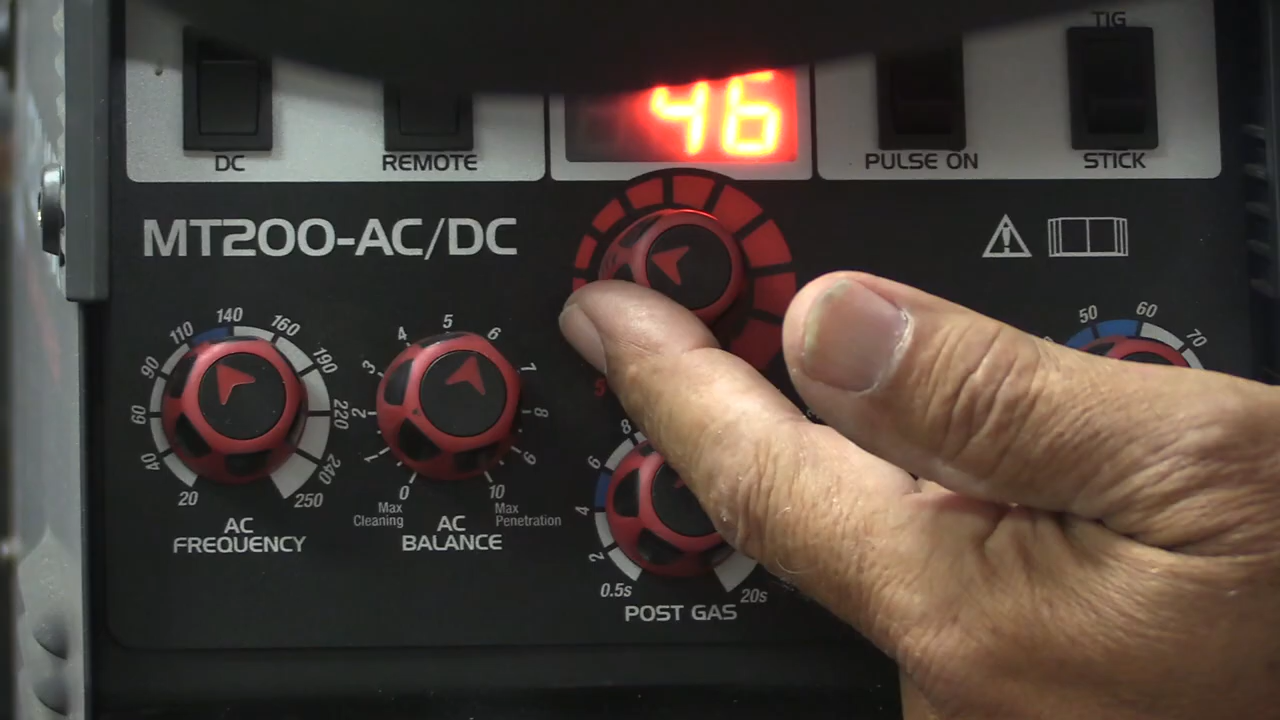 TIG
46
DC
REMOTE
PULSE ON
STICK
MT200-AC/DC
20
40
60
90
110
140
160
190
220
240
250
AC
FREQUENCY
0
1
2
3
4
5
6
7
8
9
10
Max
Cleaning
Max
Penetration
AC
BALANCE
5
0.5s
2
4
6
8
20s
POST GAS
50
60
70